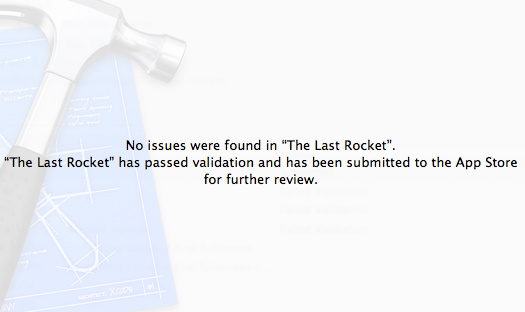 No issues were found in “The Last Rocket”.
“The Last Rocket” has passed validation and has been submitted to the App Store
for further review.